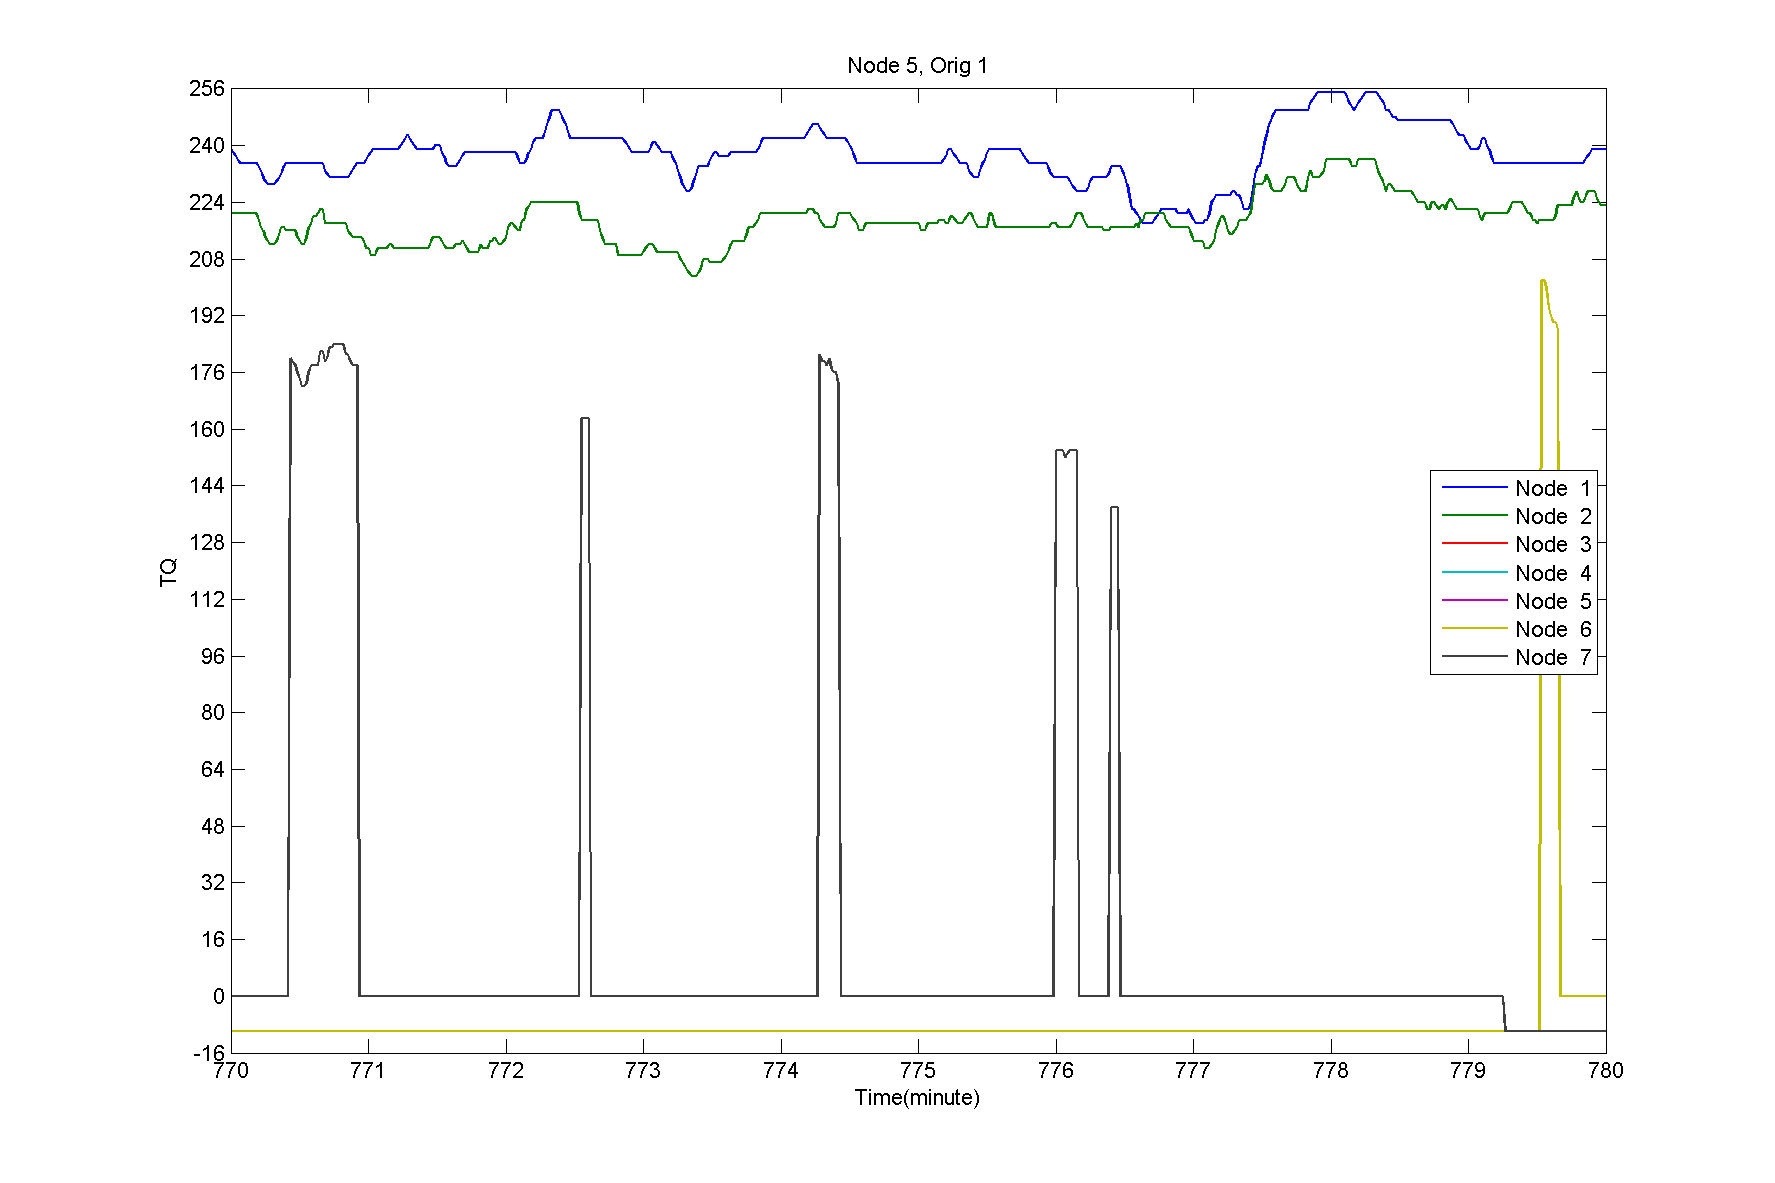 Node 5, Orig 1
256
240
224
208
192
176
160
144
128
112
96
80
64
48
32
16
0
-16
TQ
Node 1
Node 2
Node 3
Node 4
Node 5
Node 6
Node 7
770 771 772 773 774 775 776 777 778 779 780
Time(minute)